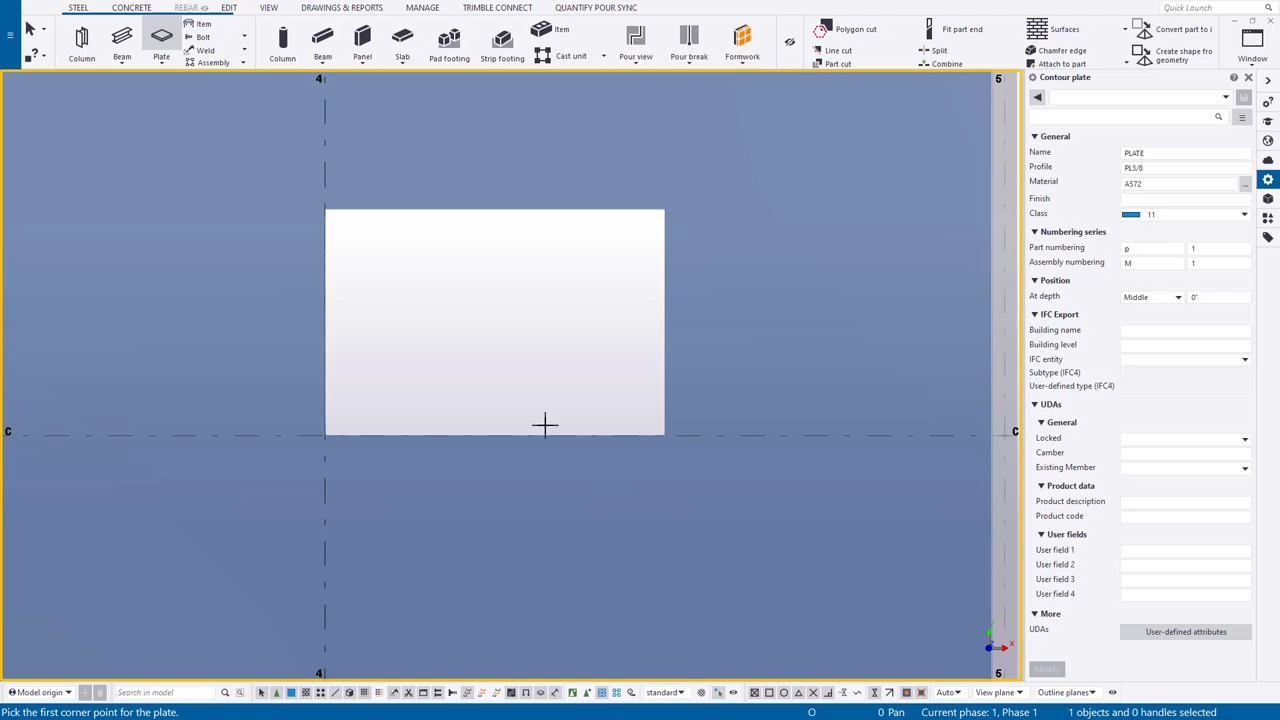 STEEL CONCRETE REBAR EDIT VIEW DRAWINGS & REPORTS MANAGE TRIMBLE CONNECT QUANTIFY POUR SYNC Quick Launch
Item Bolt Weld Assembly
Column Beam Plate
Column Beam Panel Slab Pad footing Strip footing
Item
Cast unit
Pour view Pour break Formwork
Polygon cut Fit part end
Line cut Split
Part cut Combine
Surfaces
Chamfer edge
Attach to part
Convert part to i
Create shape from geometry
Window
Contour plate
General
Name PLATE
Profile PL3/8
Material A572 ...
Finish
Class 11
Numbering series
Part numbering p 1
Assembly numbering M 1
Position
At depth Middle 0"
IFC Export
Building name
Building level
IFC entity
Subtype (IFC4)
User-defined type (IFC4)
UDAs
General
Locked
Camber
Existing Member
Product data
Product description
Product code
User fields
User field 1
User field 2
User field 3
User field 4
More
UDAs User-defined attributes
Modify
4 5
C C
4 5
X
Model origin Search in model standard Auto View plane Outline planes
Pick the first corner point for the plate. O 0 Pan Current phase: 1, Phase 1 1 objects and 0 handles selected